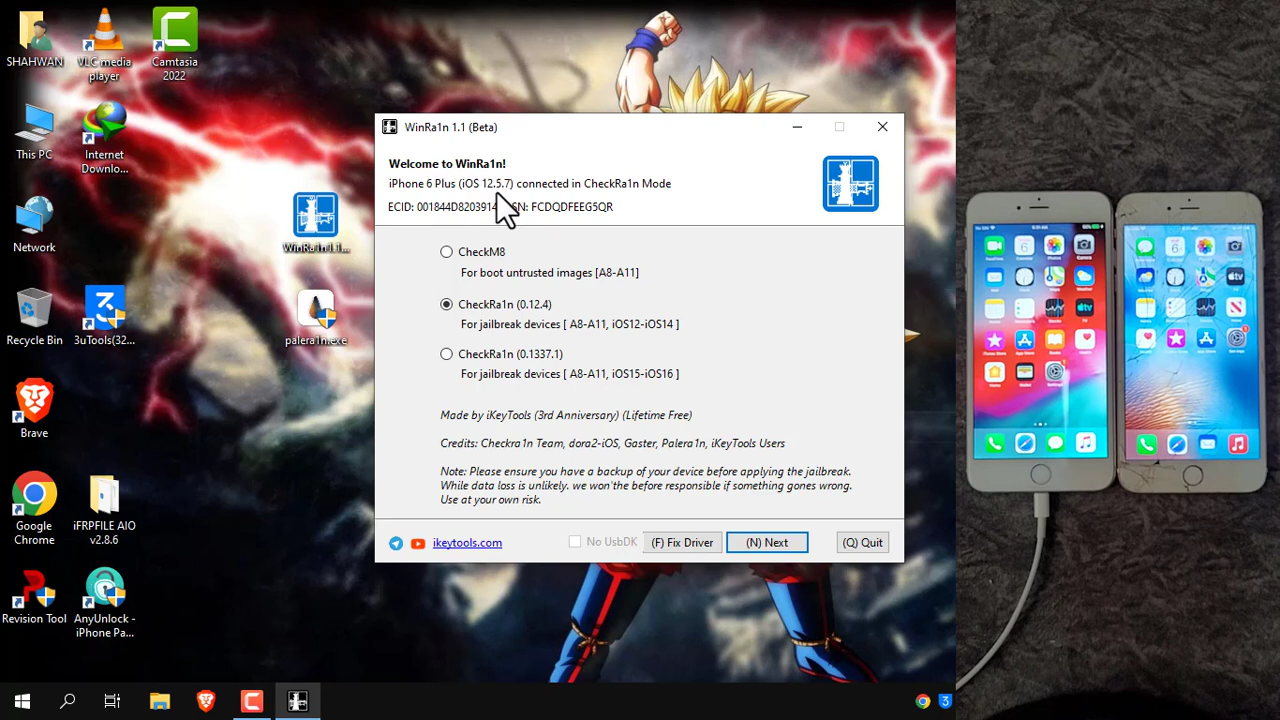 SHAHWAN
VLC media
player
Camtasia
2022
This PC
Internet
Downlo...
Network
WinRa1n1.1...
Recycle Bin
3uTools(32...
palera1n.exe
Brave
Google
Chrome
iFRPFILE AIO
v2.8.6
Revision Tool
AnyUnlock -
iPhone Pa...
WinRa1n 1.1 (Beta)
Welcome to WinRa1n!
iPhone 6 Plus (iOS 12.5.7) connected in CheckRa1n Mode
ECID: 001844D8203914 N: FCDQDFEEG5QR
CheckM8
For boot untrusted images [A8-A11]
CheckRa1n (0.12.4)
For jailbreak devices [ A8-A11, iOS12-iOS14 ]
CheckRa1n (0.1337.1)
For jailbreak devices [ A8-A11, iOS15-iOS16 ]
Made by iKeyTools (3rd Anniversary) (Lifetime Free)
Credits: Checkra1n Team, dora2-iOS, Gaster, Palera1n, iKeyTools Users
Note: Please ensure you have a backup of your device before applying the jailbreak.
While data loss is unlikely. we won'the before responsible if something gones wrong.
Use at your own risk.
ikeytools.com
No UsbDK
(F) Fix Driver
(N) Next
(Q) Quit